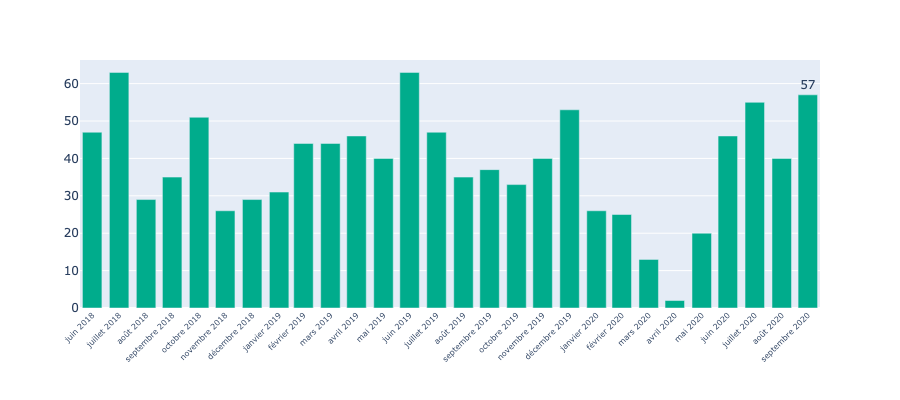 57
60
50
40
30
20
10
0
juin 2018
juillet 2018
août 2018
septembre 2018
octobre 2018
novembre 2018
décembre 2018
janvier 2019
février 2019
mars 2019
avril 2019
mai 2019
juin 2019
juillet 2019
août 2019
septembre 2019
octobre 2019
novembre 2019
décembre 2019
janvier 2020
février 2020
mars 2020
avril 2020
mai 2020
juin 2020
juillet 2020
août 2020
septembre 2020